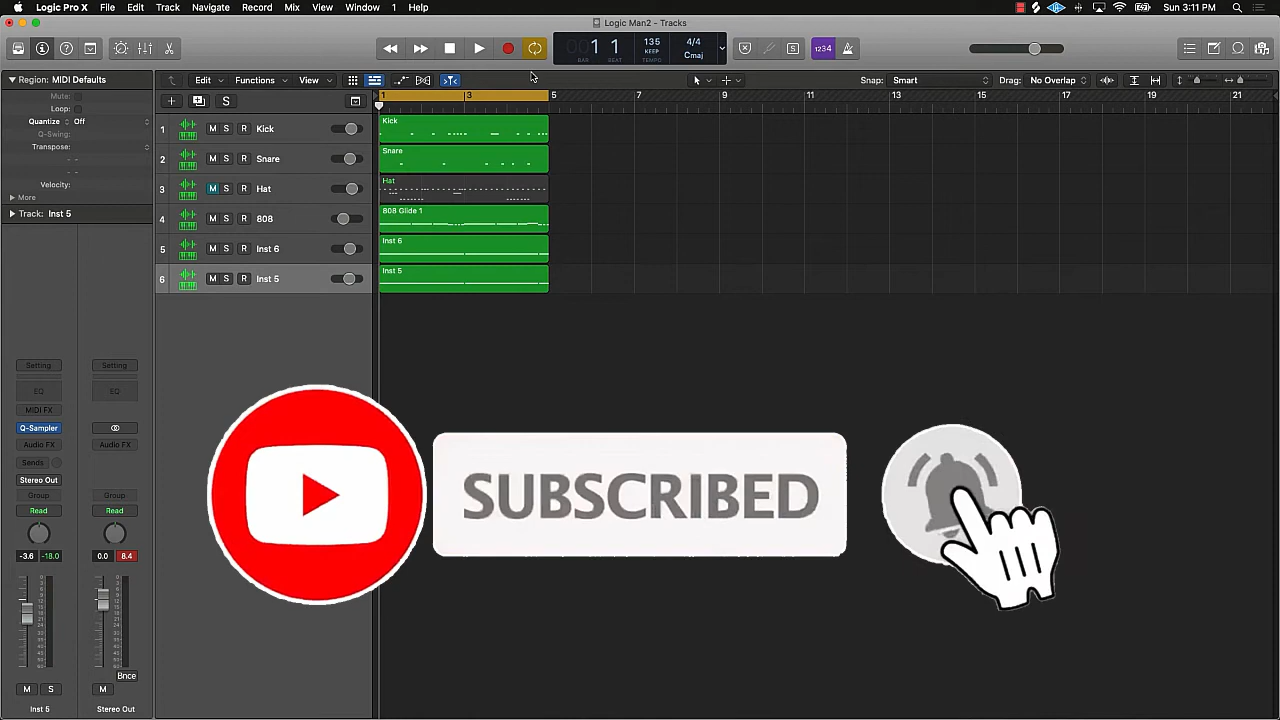 Logic Pro X File Edit Track Navigate Record Mix View Window 1 Help Sun 3:11 PM
Logic Man2 - Tracks
1 1 135 4/4
KEEP Cmaj
BAR BEAT TEMPO
1234
Region: MIDI Defaults
Edit Functions View Snap: Smart Drag: No Overlap
Mute:
Loop:
Quantize Off
Q-Swing:
Transpose:
Velocity:
More
Track: Inst 5
S
1 3 5 7 9 11 13 15 17 19 21
1 M S R Kick Kick
2 M S R Snare Snare
3 M S R Hat Hat
4 M S R 808 808 Glide 1
5 M S R Inst 6 Inst 6
6 M S R Inst 5 Inst 5
Setting Setting
EQ EQ
MIDI FX
Q-Sampler
Audio FX Audio FX
Sends
Stereo Out
Group Group
Read Read
-3.6 -18.0 0.0 8.4
SUBSCRIBED
Bnce
M S M
Inst 5 Stereo Out